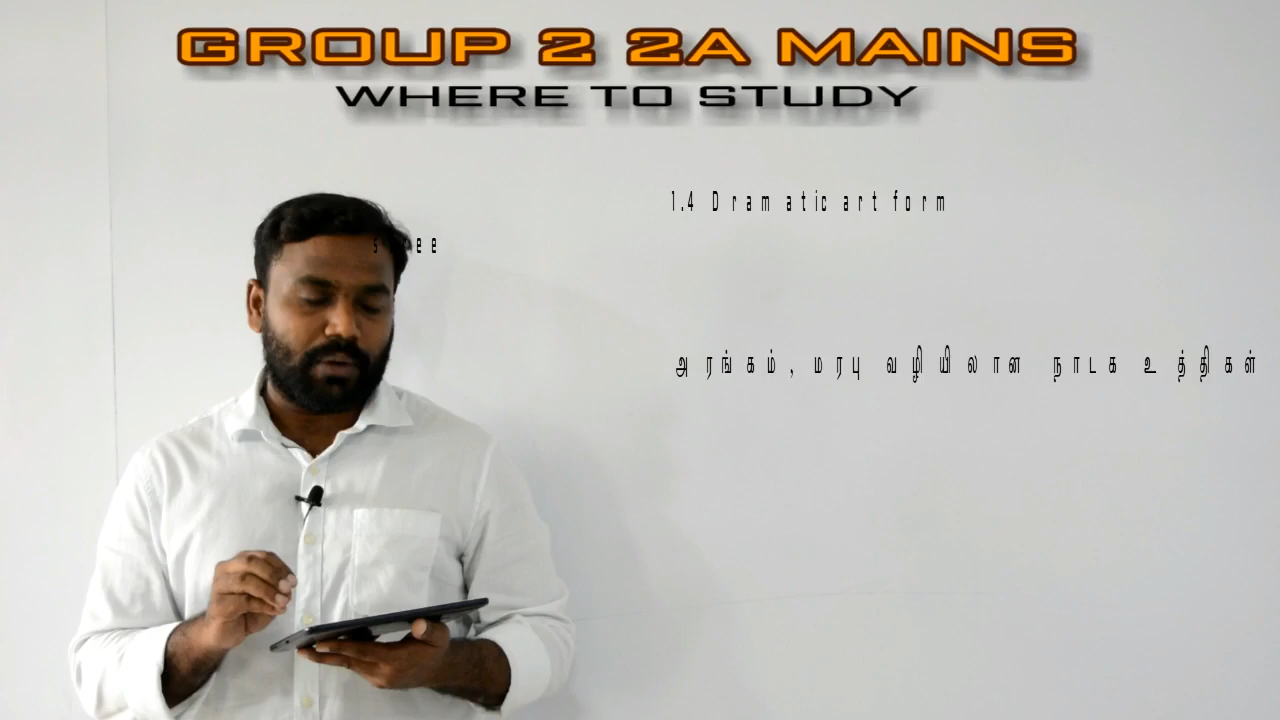 GROUP 2 2A MAINS
WHERE TO STUDY
1.4 Dramatic art form
அரங்கம், மரபு வழியிலான நாடக உத்திகள்